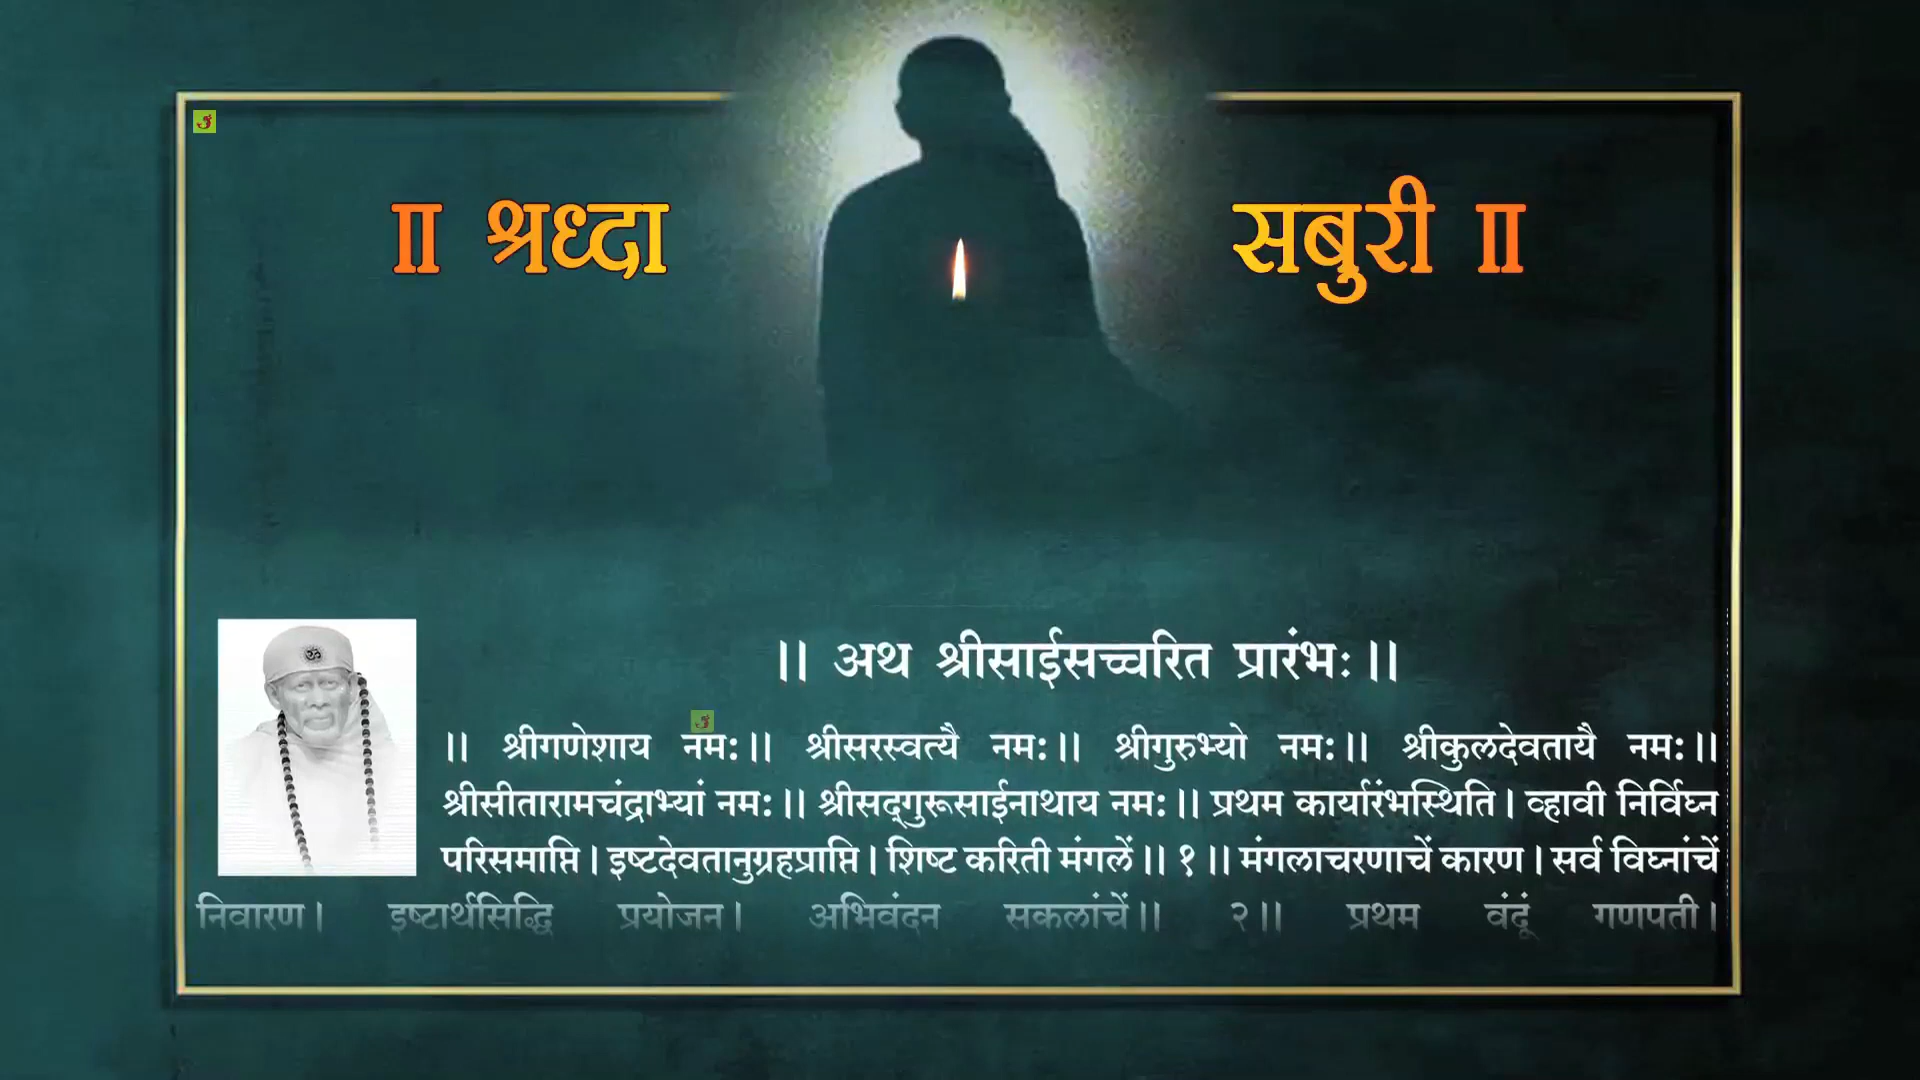 ॥ श्रध्दा सबुरी ॥
।। अथ श्रीसाईसच्चरित प्रारंभः।।
।। श्रीगणेशाय नमः।। श्रीसरस्वत्यै नमः।। श्रीगुरुभ्यो नमः।। श्रीकुलदेवतायै नमः।।
श्रीसीतारामचंद्राभ्यां नमः।। श्रीसद्‌गुरूसाईनाथाय नमः।। प्रथम कार्यारंभस्थिति। व्हावी निर्विघ्न
परिसमाप्ति। इष्टदेवतानुग्रहप्राप्ति। शिष्ट करिती मंगलें।। १ ।। मंगलाचरणाचें कारण। सर्व विघ्नांचें
निवारण। इष्टार्थसिद्धि प्रयोजन। अभिवंदन सकलांचें।। २।। प्रथम वंदूं गणपती।